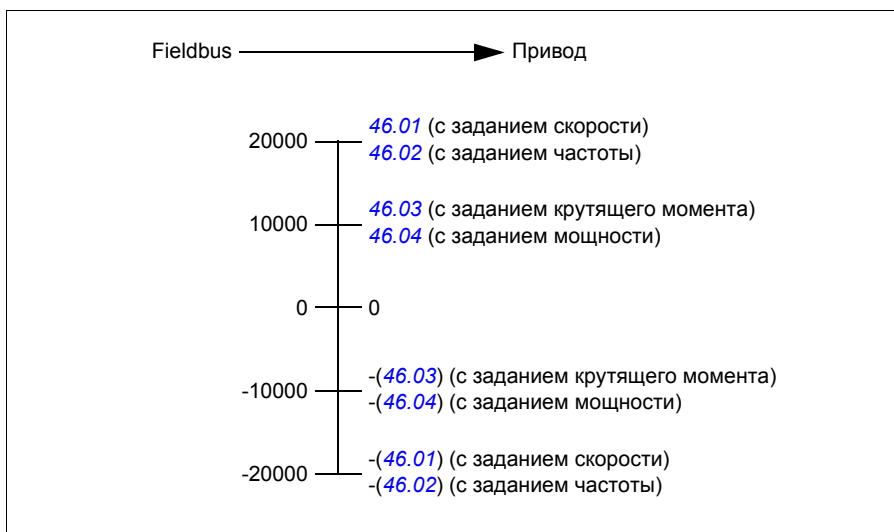 Fieldbus Привод
46.01 (с заданием скорости)
20000
46.02 (с заданием частоты)
46.03 (с заданием крутящего момента)
10000
46.04 (с заданием мощности)
0 0
-(46.03) (с заданием крутящего момента)
-10000
-(46.04) (с заданием мощности)
-(46.01) (с заданием скорости)
-20000
-(46.02) (с заданием частоты)